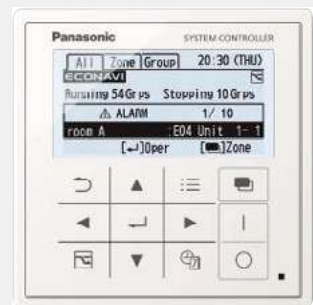 Panasonic SYSTEM CONTROLLER
All Zone Group 20:30 (THU)
ECONAVI
Running 54Grps Stopping 10Grps
⚠ ALARM 1/ 10
room A :E04 Unit 1- 1
[↵]Oper [ ]Zone
7